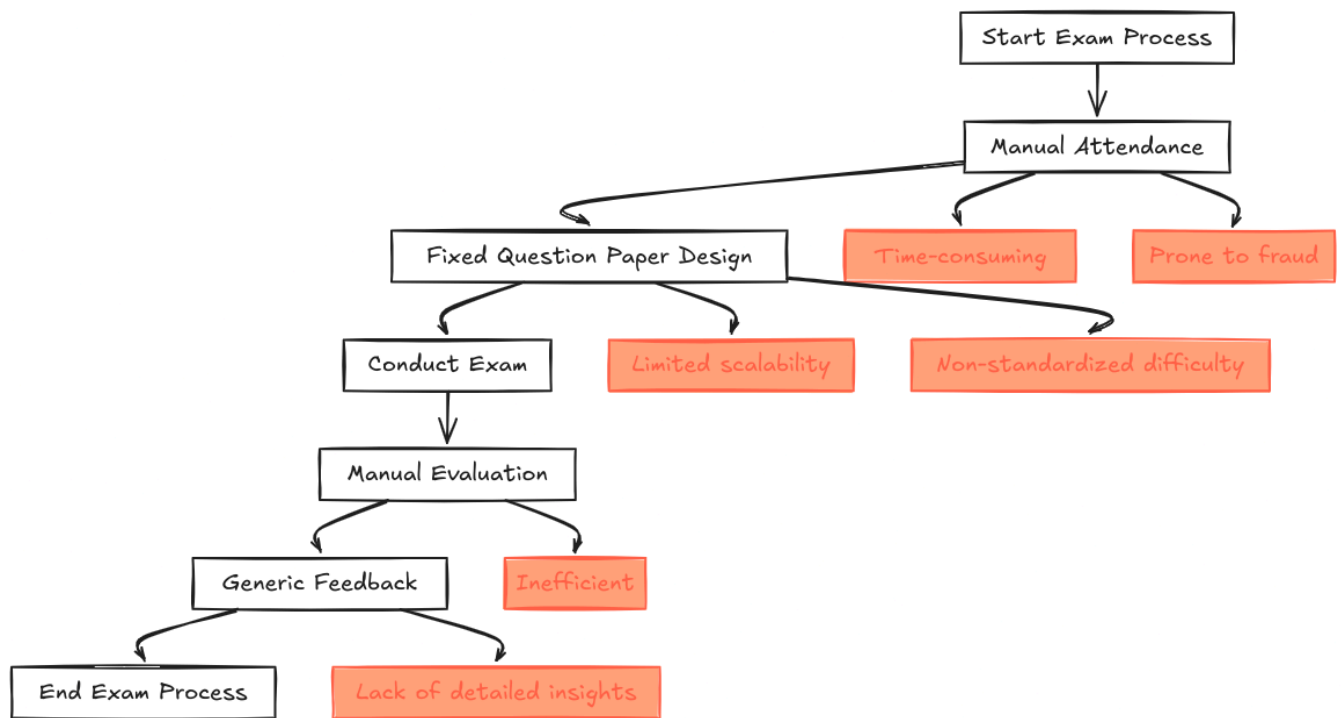 Start Exam Process
Manual Attendance
Fixed Question Paper Design
Time-consuming
Prone to fraud
Conduct Exam
Limited scalability
Non-standardized difficulty
Manual Evaluation
Generic Feedback
Inefficient
End Exam Process
Lack of detailed insights